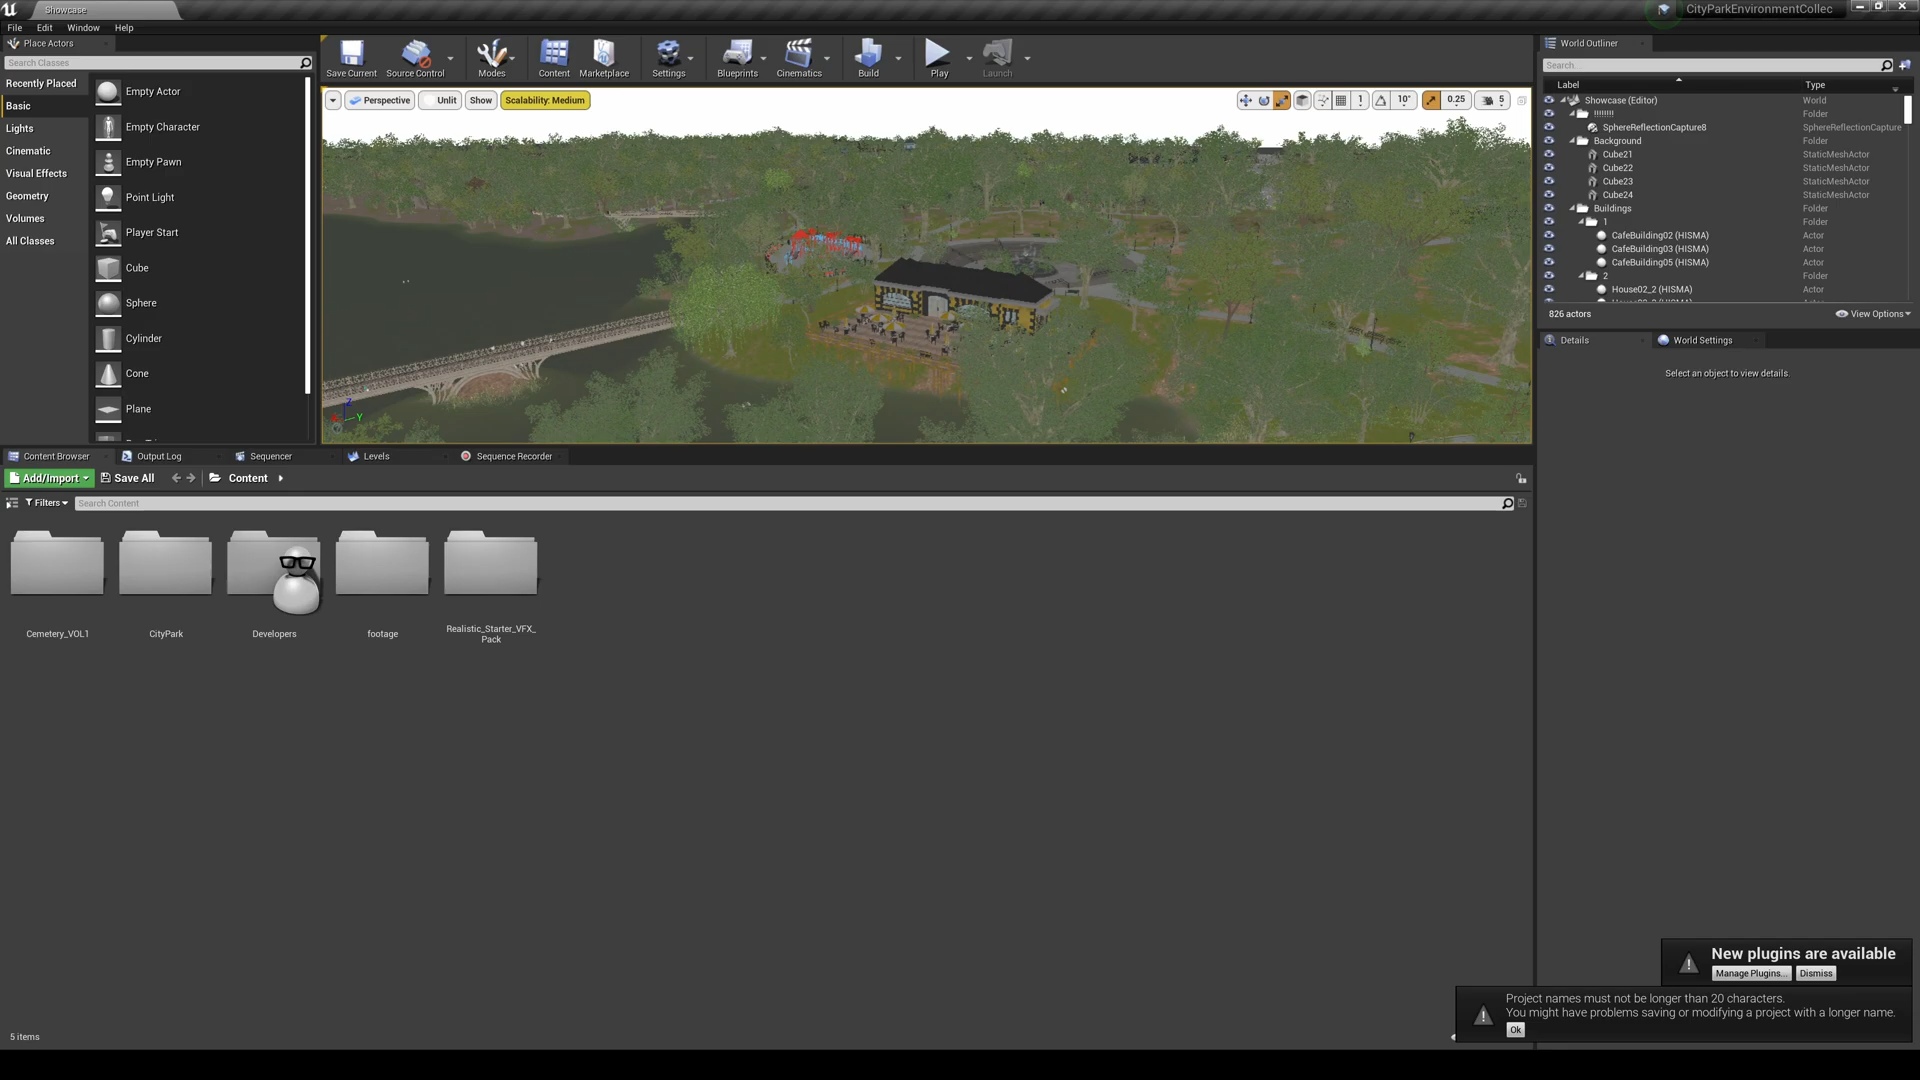 Showcase
CityParkEnvironmentCollec
File Edit Window Help
Place Actors
Search Classes
Recently Placed
Basic
Lights
Cinematic
Visual Effects
Geometry
Volumes
All Classes
Empty Actor
Empty Character
Empty Pawn
Point Light
Player Start
Cube
Sphere
Cylinder
Cone
Plane
Save Current Source Control Modes Content Marketplace Settings Blueprints Cinematics Build Play Launch
Perspective Unlit Show Scalability: Medium
1 10° 0.25 5
Z
Y
World Outliner
Search...
Label Type
Showcase (Editor) World
!!!!!!!! Folder
SphereReflectionCapture8 SphereReflectionCapture
Background Folder
Cube21 StaticMeshActor
Cube22 StaticMeshActor
Cube23 StaticMeshActor
Cube24 StaticMeshActor
Buildings Folder
1 Folder
CafeBuilding02 (HISMA) Actor
CafeBuilding03 (HISMA) Actor
CafeBuilding05 (HISMA) Actor
2 Folder
House02_2 (HISMA) Actor
826 actors View Options
Details World Settings
Select an object to view details.
Content Browser Output Log Sequencer Levels Sequence Recorder
Add/Import Save All Content
Filters Search Content
Cemetery_VOL1
CityPark
Developers
footage
Realistic_Starter_VFX_
Pack
5 items
New plugins are available
Manage Plugins... Dismiss
Project names must not be longer than 20 characters.
You might have problems saving or modifying a project with a longer name.
Ok